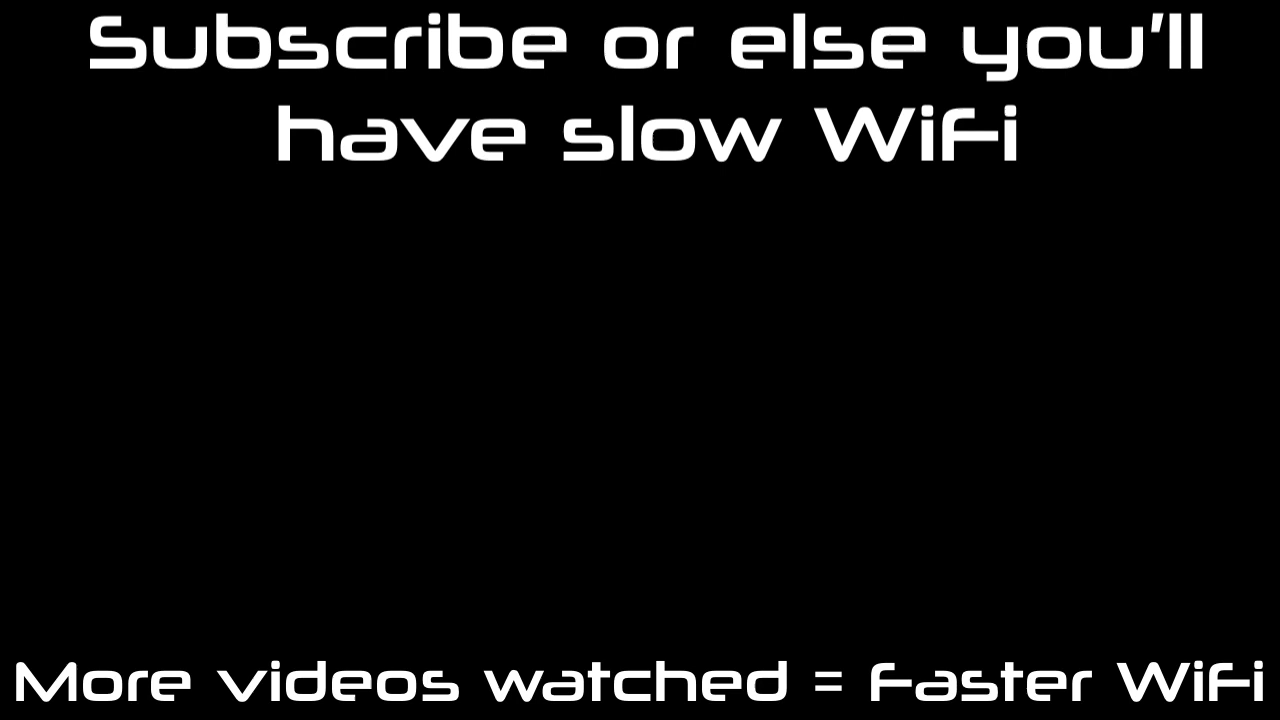 Subscribe or else you'll
have slow WiFi
More videos watched = Faster WiFi